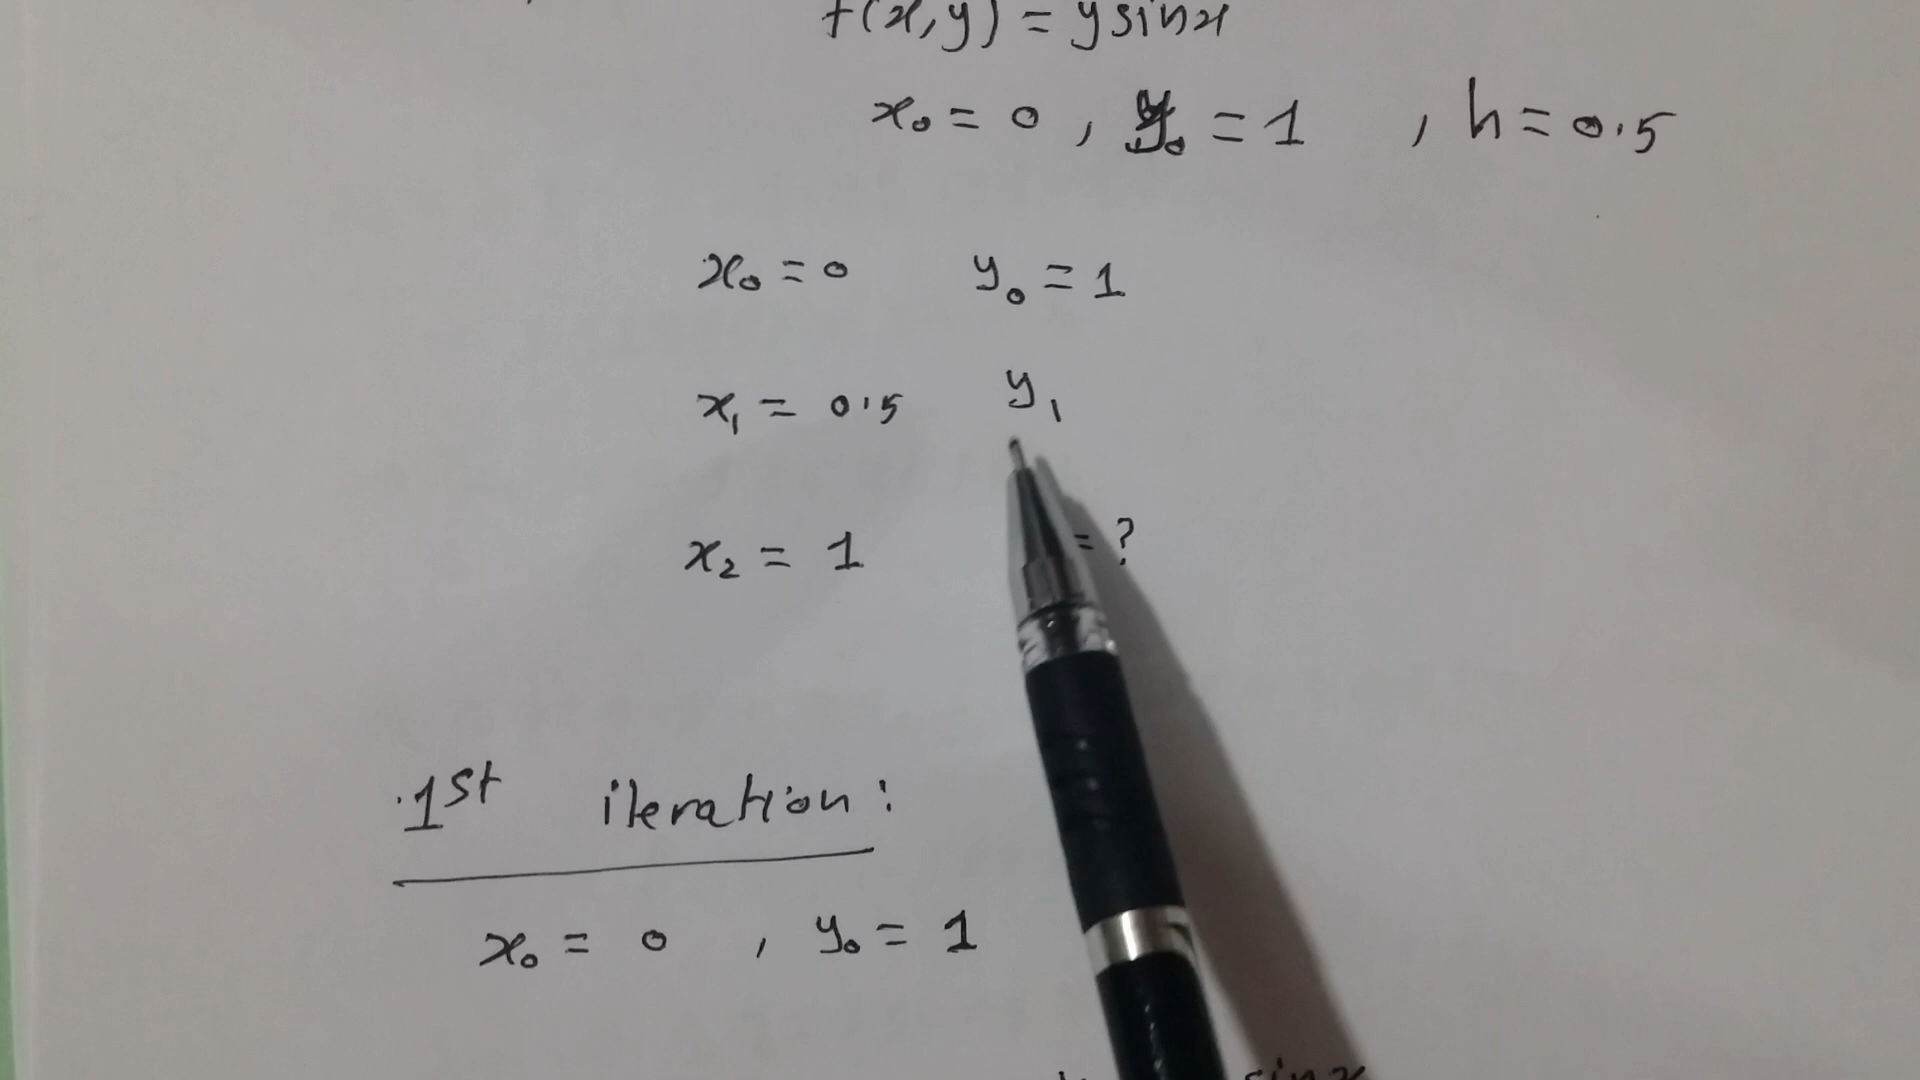 f(x,y) = y sinx
x₀ = 0 , y₀ = 1 , h = 0.5
x₀ = 0 y₀ = 1
x₁ = 0.5 y₁
x₂ = 1 = ?
1st iteration:
x₀ = 0 , y₀ = 1
sinx